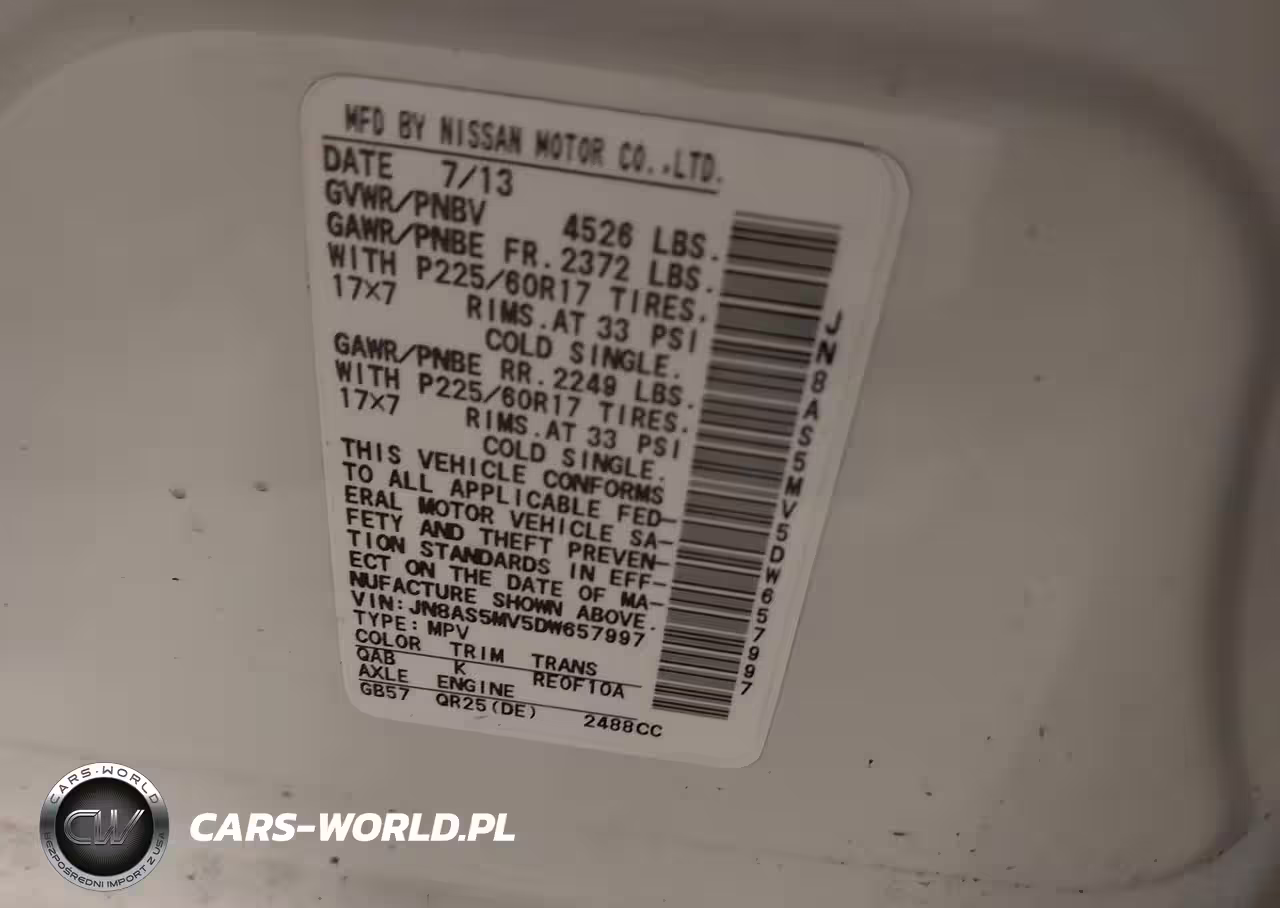 MFD BY NISSAN MOTOR CO.,LTD.
DATE 7/13
GVWR/PNBV 4526 LBS.
GAWR/PNBE FR. 2372 LBS.
WITH P225/60R17 TIRES.
17×7 RIMS.AT 33 PSI
COLD SINGLE.
GAWR/PNBE RR. 2249 LBS.
WITH P225/60R17 TIRES.
17×7 RIMS.AT 33 PSI
COLD SINGLE.
THIS VEHICLE CONFORMS
TO ALL APPLICABLE FED-
ERAL MOTOR VEHICLE SA-
FETY AND THEFT PREVEN-
TION STANDARDS IN EFF-
ECT ON THE DATE OF MA-
NUFACTURE SHOWN ABOVE.
VIN:JN8AS5MV5DW657997
TYPE:MPV
COLOR TRIM TRANS
QAB K RE0F10A
AXLE ENGINE
GB57 QR25(DE) 2488CC
JN8AS5MV5DW657997
CARS-WORLD
CW
BEZPOŚREDNI IMPORT Z USA
CARS-WORLD.PL